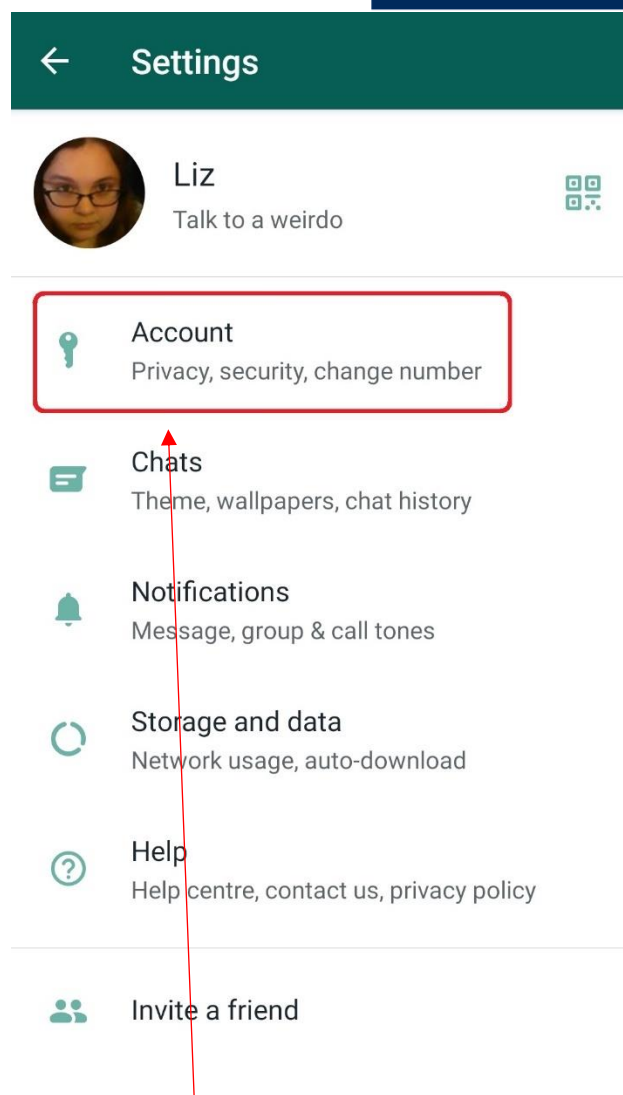 Settings
Liz
Talk to a weirdo
Account
Privacy, security, change number
Chats
Theme, wallpapers, chat history
Notifications
Message, group & call tones
Storage and data
Network usage, auto-download
Help
Help centre, contact us, privacy policy
Invite a friend